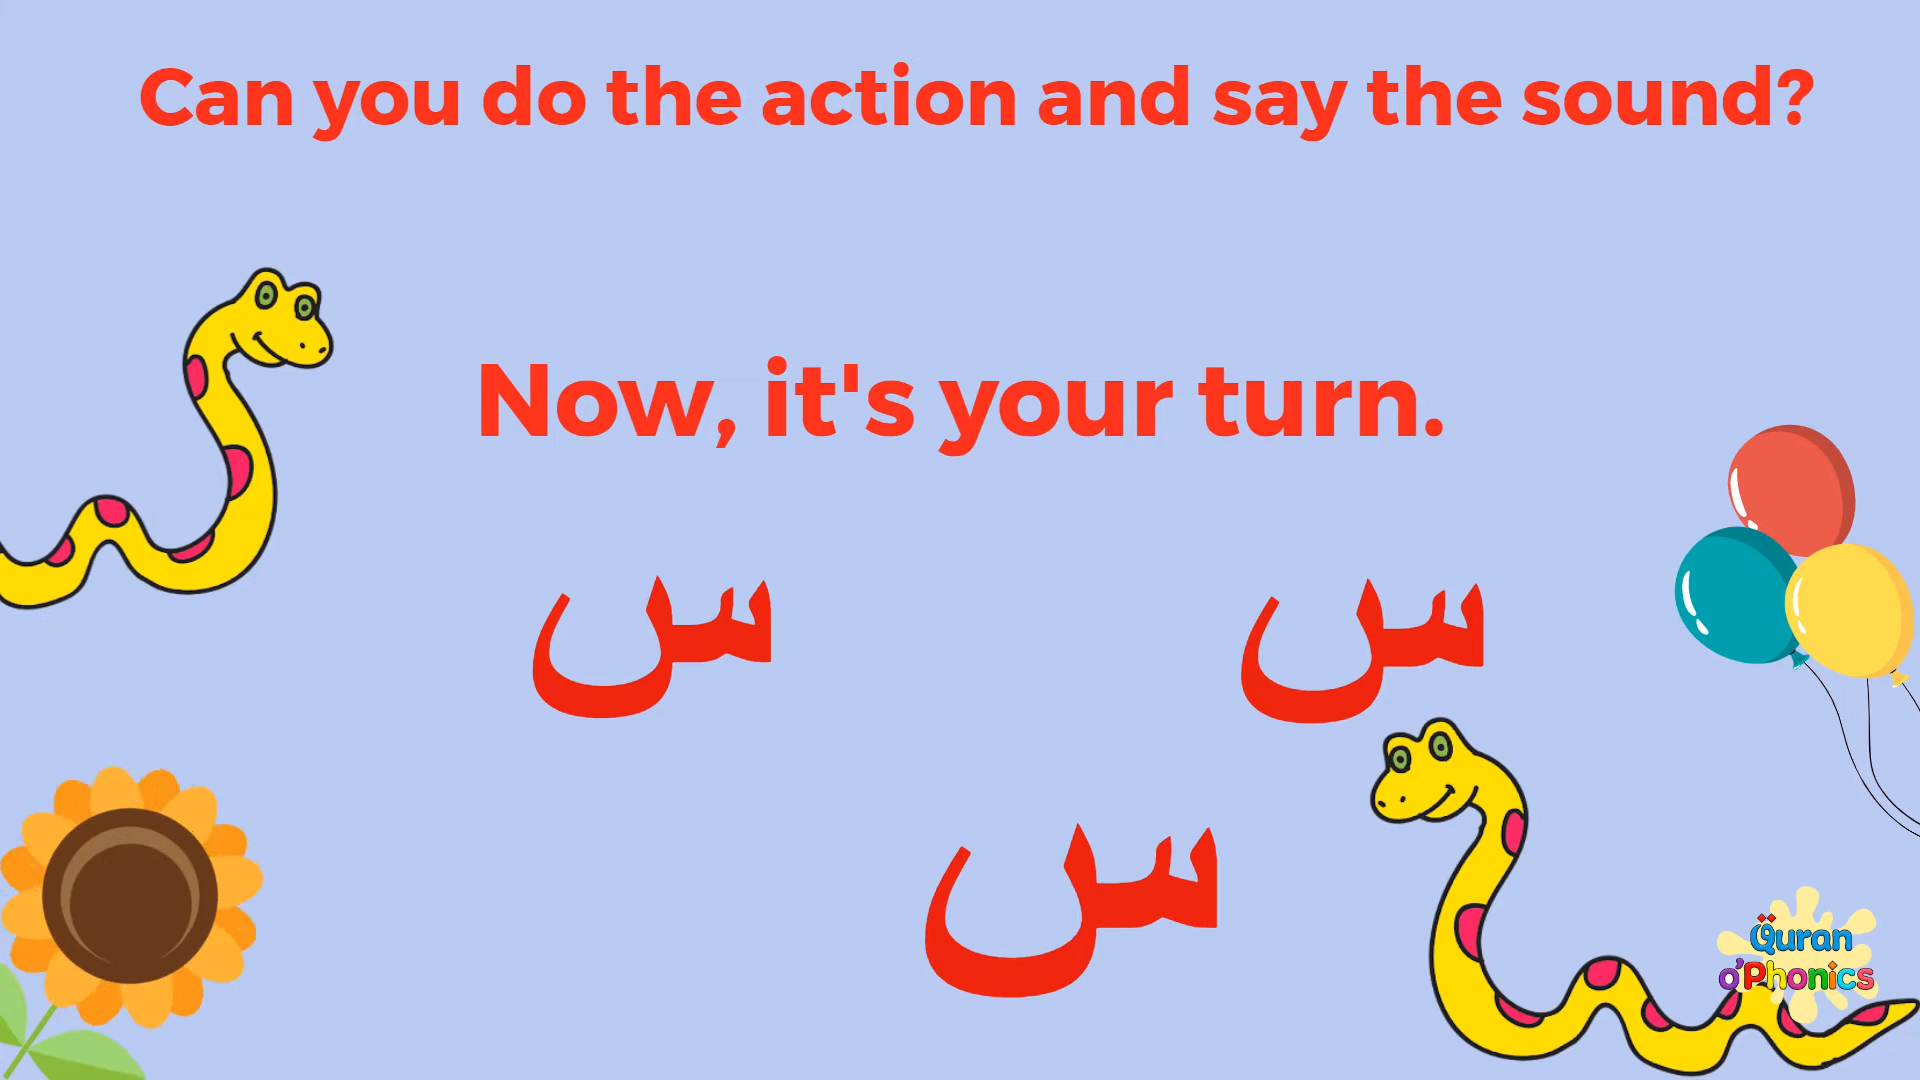 Can you do the action and say the sound?
Now, it's your turn.
س س
س
Quran
o'Phonics